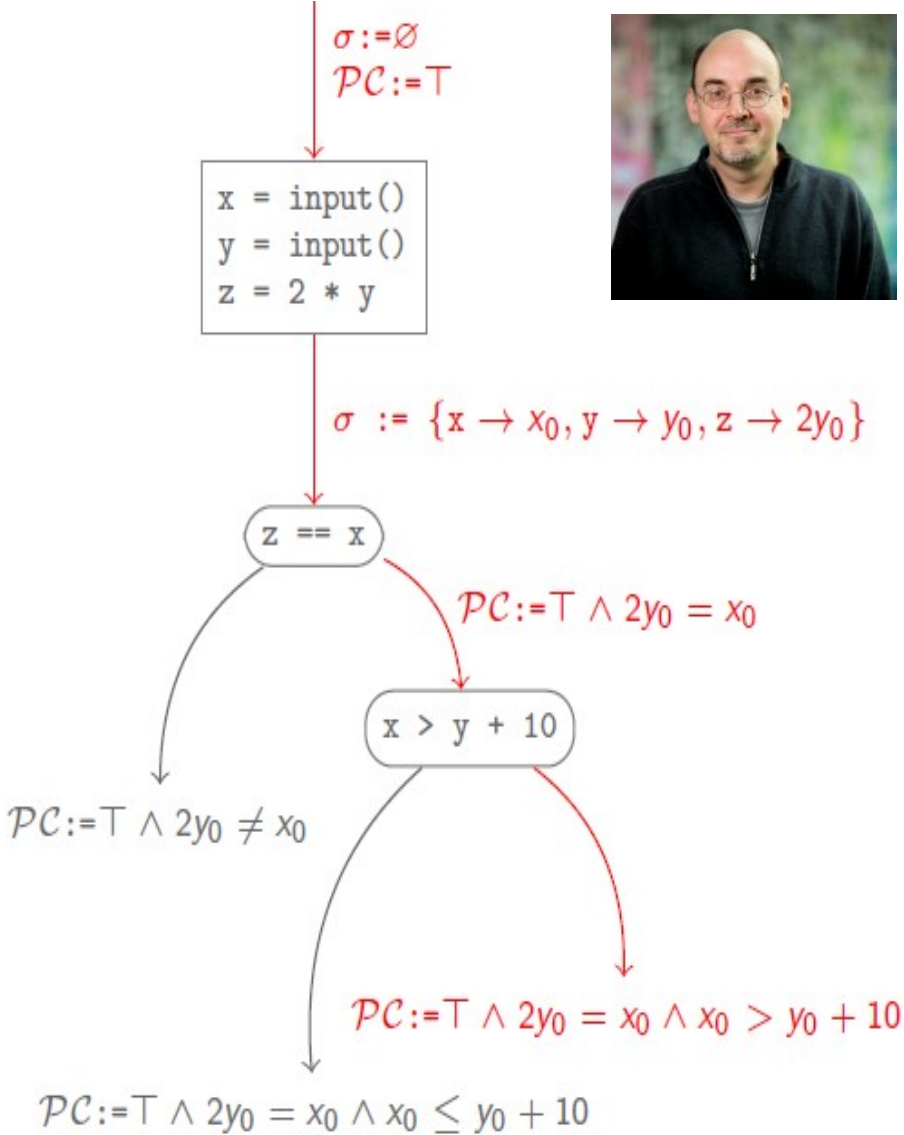 σ:=∅
𝒫𝒞:=⊤
x = input()
y = input()
z = 2 * y
σ := {x → x₀, y → y₀, z → 2y₀}
z == x
𝒫𝒞:=⊤ ∧ 2y₀ = x₀
x > y + 10
𝒫𝒞:=⊤ ∧ 2y₀ ≠ x₀
𝒫𝒞:=⊤ ∧ 2y₀ = x₀ ∧ x₀ > y₀ + 10
𝒫𝒞:=⊤ ∧ 2y₀ = x₀ ∧ x₀ ≤ y₀ + 10